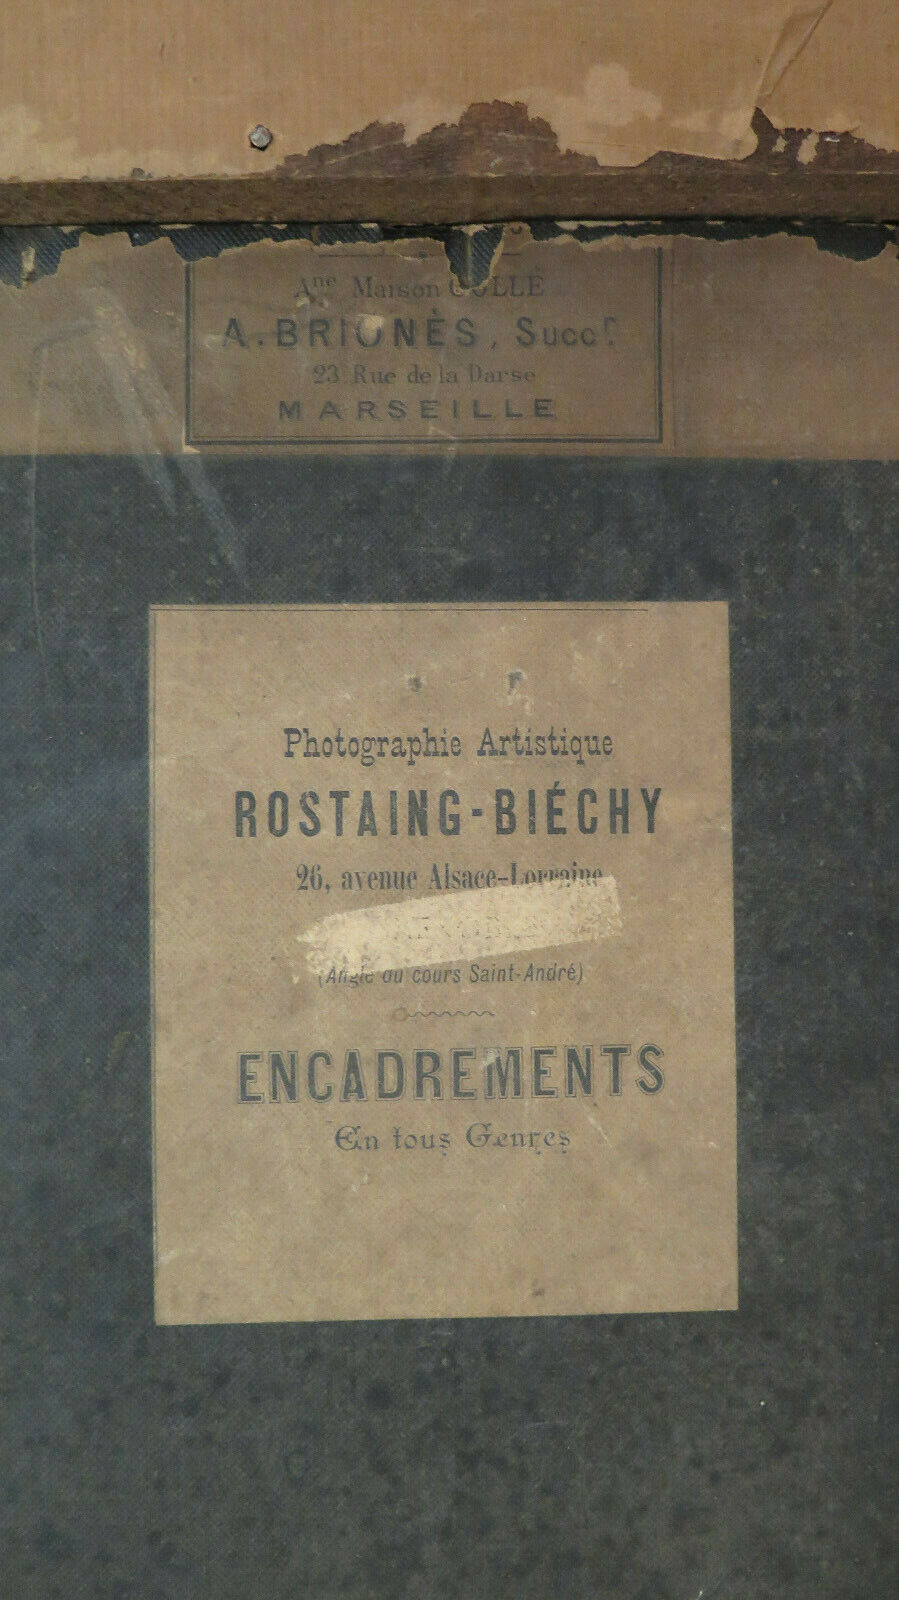 Ane Maison GOLLÉ
A. BRIONÈS, Succr.
23 Rue de la Darse
MARSEILLE
Photographie Artistique
ROSTAING-BIÉCHY
26, avenue Alsace-Lorraine
(Angle du cours Saint-André)
ENCADREMENTS
En tous Genres